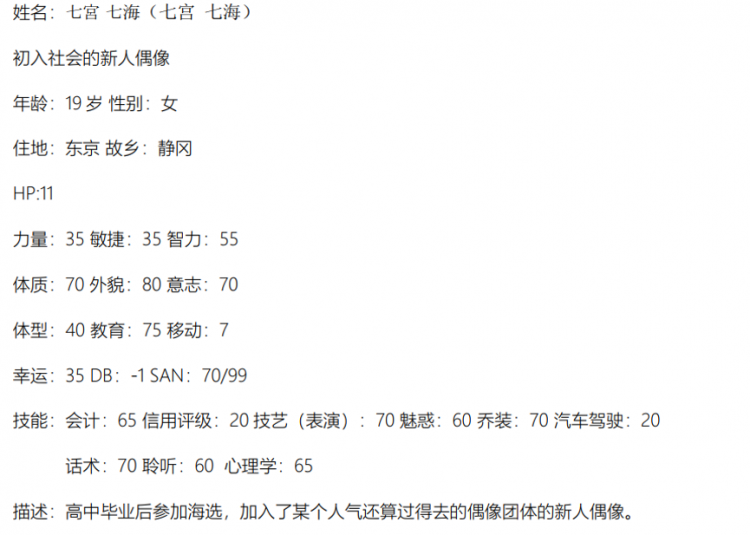 姓名：七宮 七海（七宫 七海）
初入社会的新人偶像
年龄：19 岁 性别：女
住地：东京 故乡：静冈
HP:11
力量：35 敏捷：35 智力：55
体质：70 外貌：80 意志：70
体型：40 教育：75 移动：7
幸运：35 DB：-1 SAN：70/99
技能：会计：65 信用评级：20 技艺（表演）：70 魅惑：60 乔装：70 汽车驾驶：20
话术：70 聆听：60 心理学：65
描述：高中毕业后参加海选，加入了某个人气还算过得去的偶像团体的新人偶像。